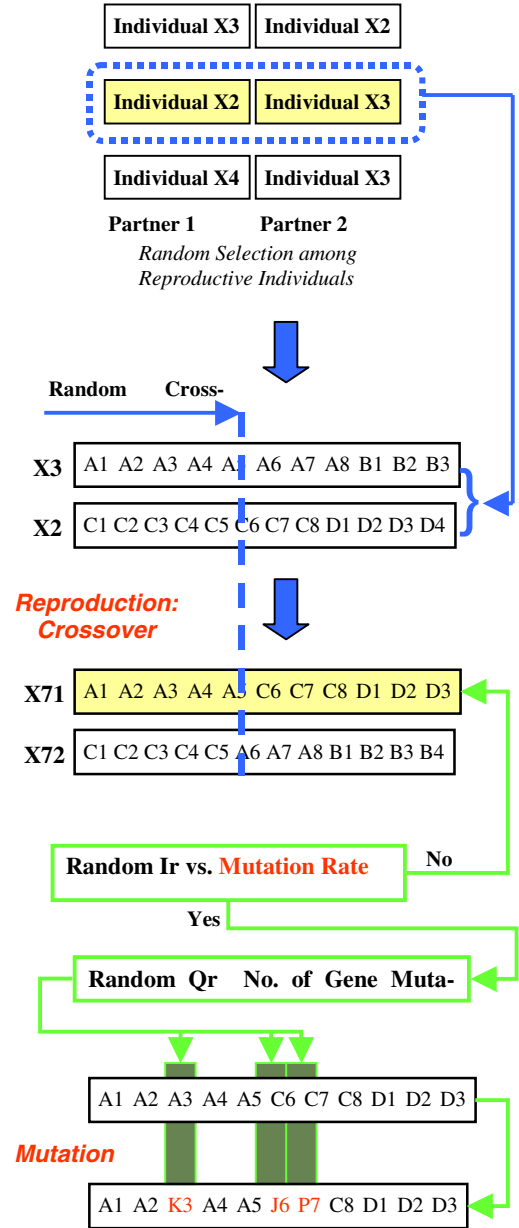 Individual X3 Individual X2
Individual X2 Individual X3
Individual X4 Individual X3
Partner 1 Partner 2
Random Selection among
Reproductive Individuals
Random Cross-
X3 A1 A2 A3 A4 A5 A6 A7 A8 B1 B2 B3
X2 C1 C2 C3 C4 C5 C6 C7 C8 D1 D2 D3 D4
Reproduction:
Crossover
X71 A1 A2 A3 A4 A5 C6 C7 C8 D1 D2 D3
X72 C1 C2 C3 C4 C5 A6 A7 A8 B1 B2 B3 B4
Random Ir vs. Mutation Rate No
Yes
Random Qr No. of Gene Muta-
A1 A2 A3 A4 A5 C6 C7 C8 D1 D2 D3
Mutation
A1 A2 K3 A4 A5 J6 P7 C8 D1 D2 D3